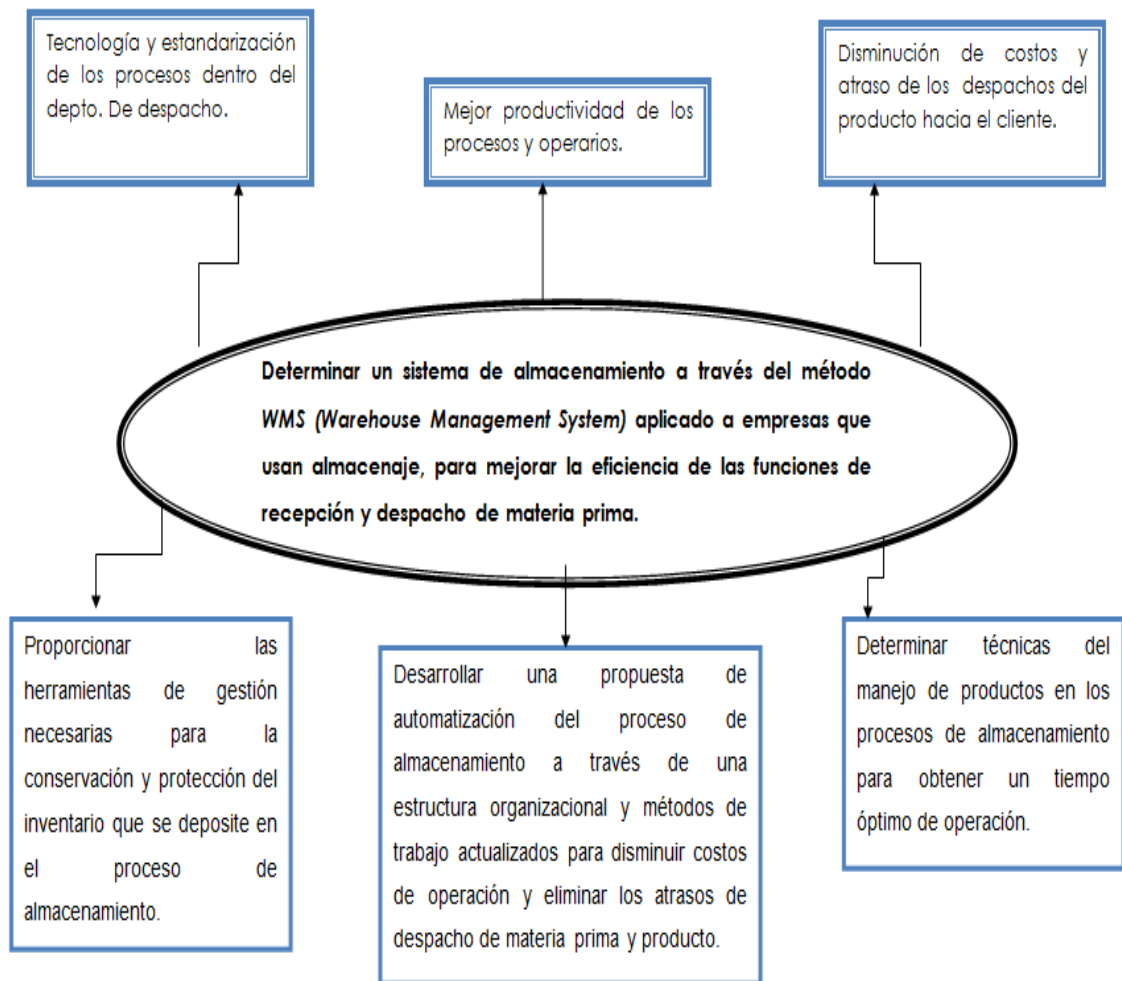 Tecnología y estandarización
de los procesos dentro del
depto. De despacho.
Mejor productividad de los
procesos y operarios.
Disminución de costos y
atraso de los despachos del
producto hacia el cliente.
Determinar un sistema de almacenamiento a través del método
WMS (Warehouse Management System) aplicado a empresas que
usan almacenaje, para mejorar la eficiencia de las funciones de
recepción y despacho de materia prima.
Proporcionar las
herramientas de gestión
necesarias para la
conservación y protección del
inventario que se deposite en
el proceso de
almacenamiento.
Desarrollar una propuesta de
automatización del proceso de
almacenamiento a través de una
estructura organizacional y métodos de
trabajo actualizados para disminuir costos
de operación y eliminar los atrasos de
despacho de materia prima y producto.
Determinar técnicas del
manejo de productos en los
procesos de almacenamiento
para obtener un tiempo
óptimo de operación.